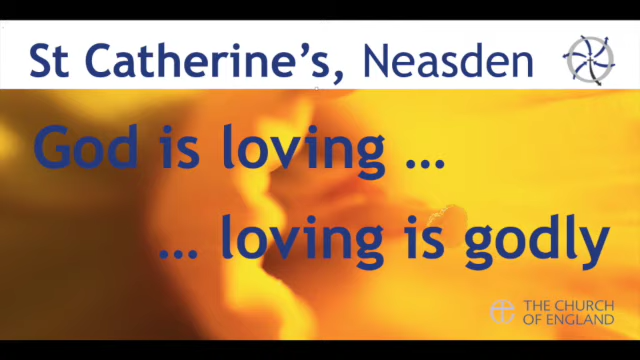 St Catherine's, Neasden
God is loving ...
... loving is godly
THE CHURCH
OF ENGLAND